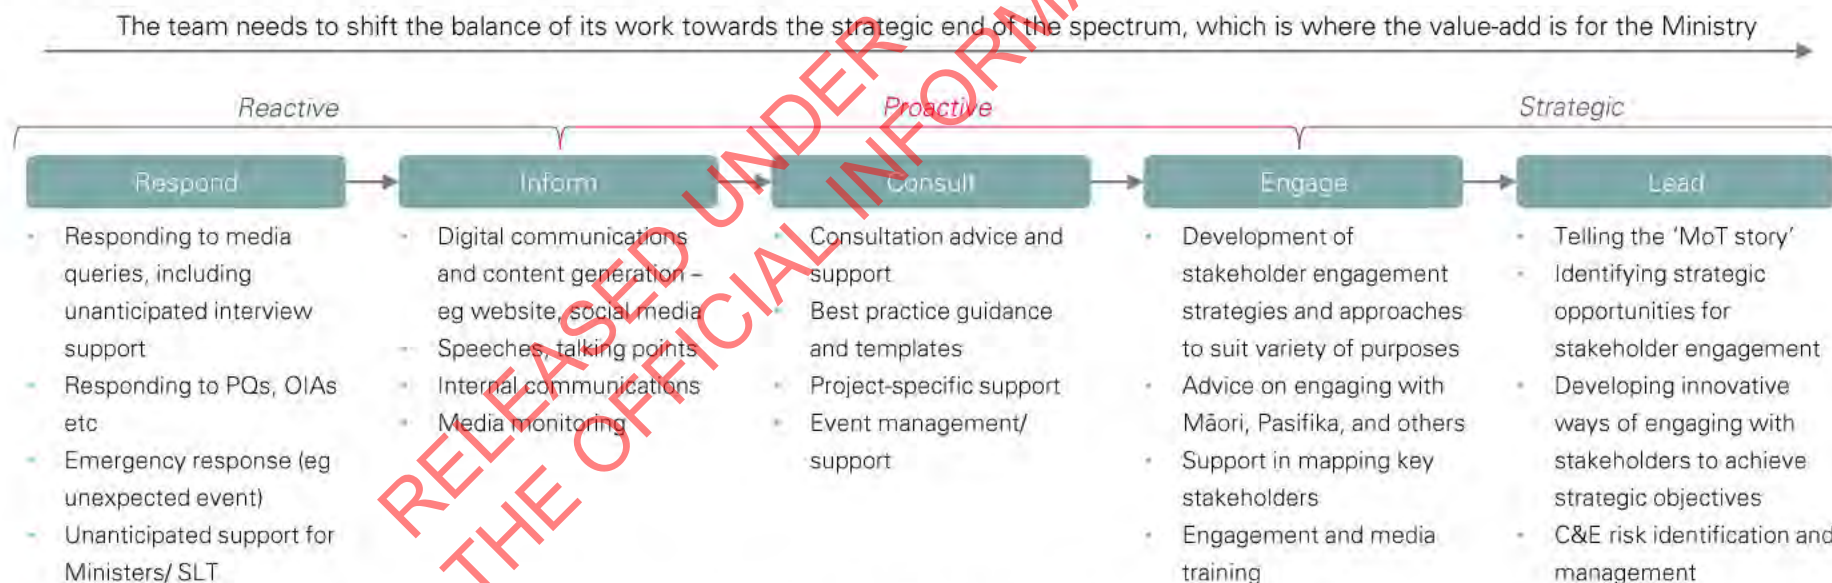 The team needs to shift the balance of its work towards the strategic end of the spectrum, which is where the value-add is for the Ministry
Reactive
Proactive
Strategic
Respond
Inform
Consult
Engage
Lead
Responding to media
queries, including
unanticipated interview
support
Responding to PQs, OIAs
etc
Emergency response (eg
unexpected event)
Unanticipated support for
Ministers/ SLT
Digital communications
and content generation –
eg website, social media
Speeches, talking points
Internal communications
Media monitoring
Consultation advice and
support
Best practice guidance
and templates
Project-specific support
Event management/
support
Development of
stakeholder engagement
strategies and approaches
to suit variety of purposes
Advice on engaging with
Māori, Pasifika, and others
Support in mapping key
stakeholders
Engagement and media
training
Telling the ‘MoT story’
Identifying strategic
opportunities for
stakeholder engagement
Developing innovative
ways of engaging with
stakeholders to achieve
strategic objectives
C&E risk identification and
management
RELEASED UNDER
THE OFFICIAL INFORMA